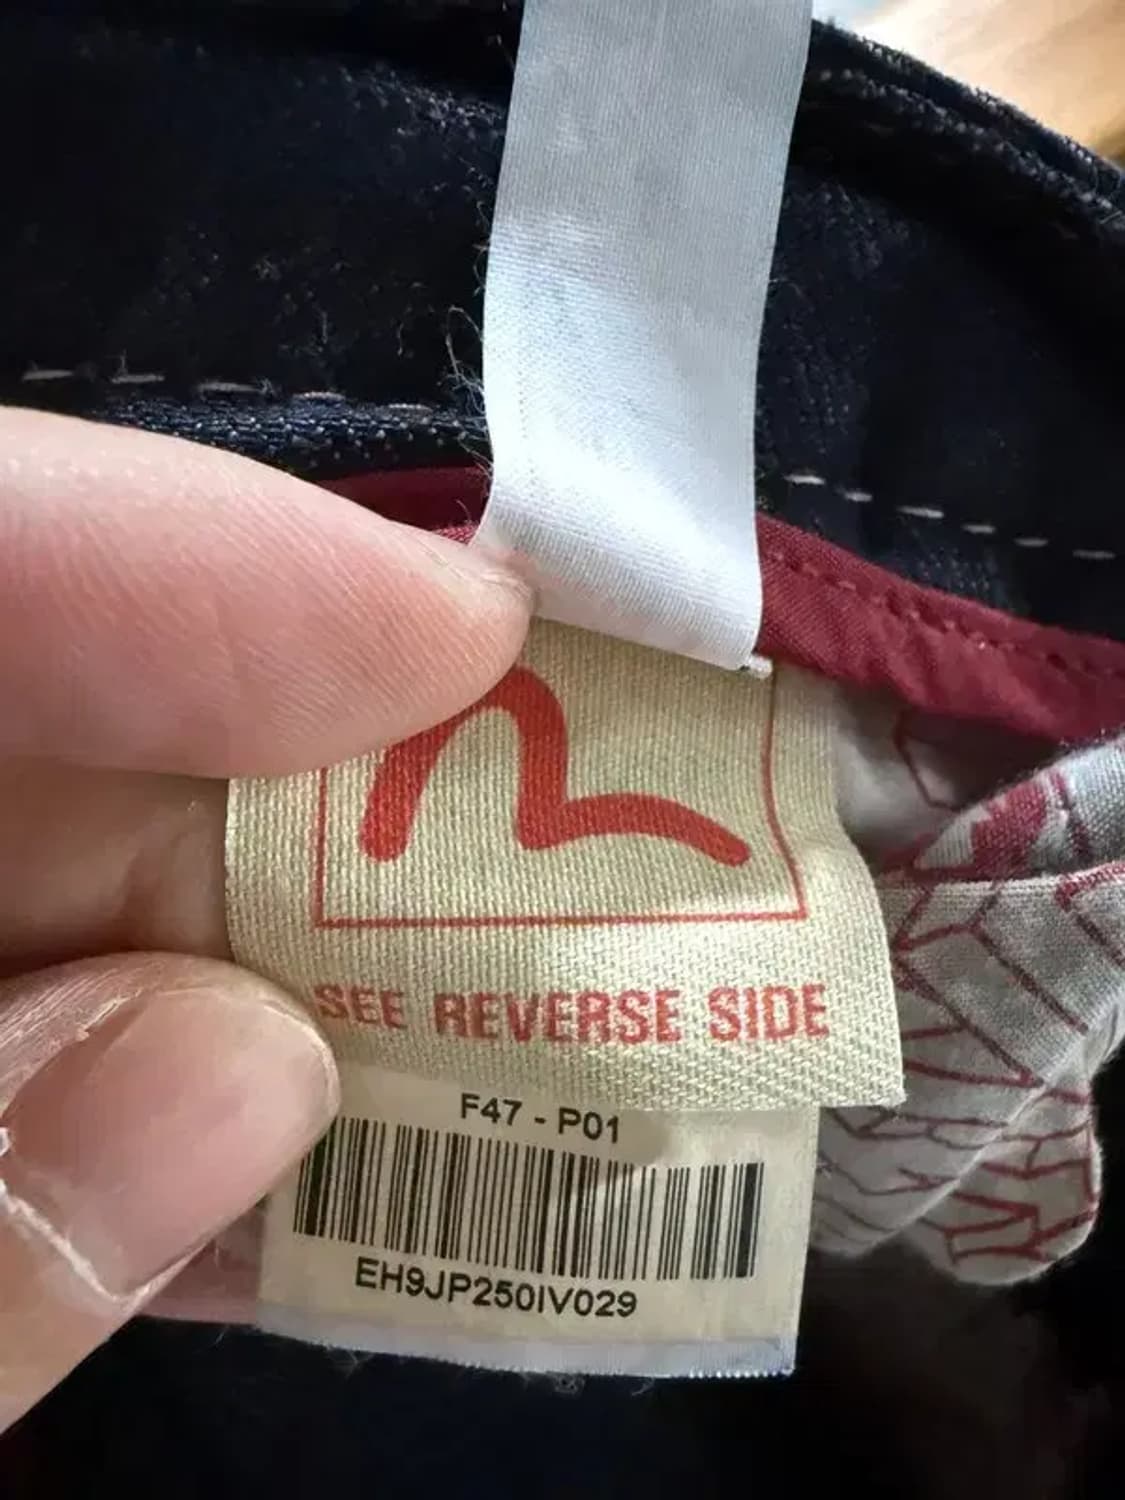 SEE REVERSE SIDE
F47 - P01
EH9JP250IV029